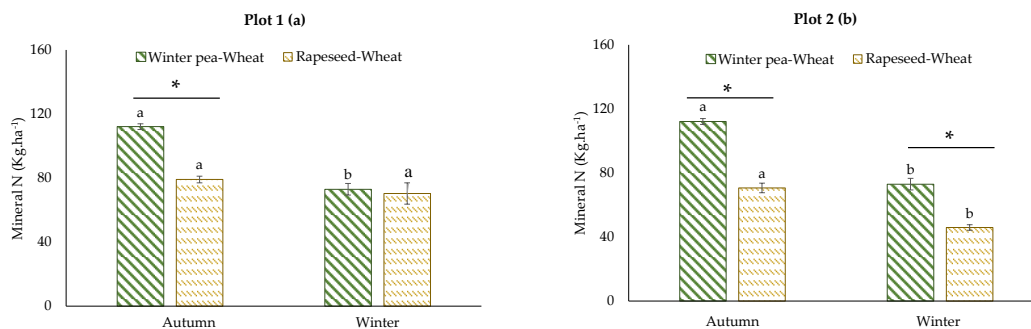 Plot 1 (a)
Mineral N (Kg.ha-1)
160
120
80
40
0
Winter pea-Wheat
Rapeseed-Wheat
*
a
a
b
a
Autumn
Winter
Plot 2 (b)
Mineral N (Kg.ha-1)
160
120
80
40
0
Winter pea-Wheat
Rapeseed-Wheat
*
a
a
*
b
b
Autumn
Winter